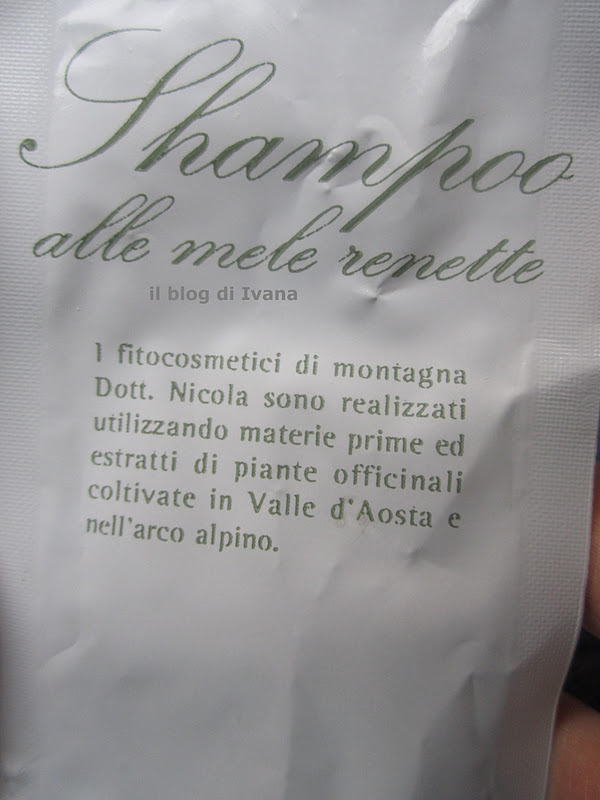 Shampoo
alle mele renette
il blog di Ivana
I fitocosmetici di montagna
Dott. Nicola sono realizzati
utilizzando materie prime ed
estratti di piante officinali
coltivate in Valle d'Aosta e
nell'arco alpino.